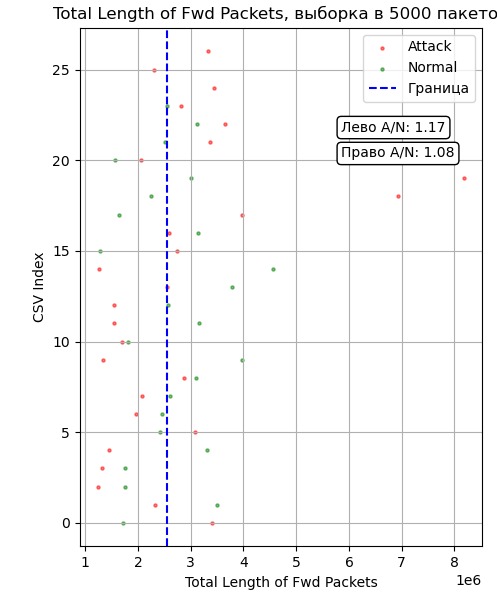 Total Length of Fwd Packets, выборка в 5000 пакето
Attack
Normal
Граница
Лево A/N: 1.17
Право A/N: 1.08
CSV Index
25
20
15
10
5
0
1 2 3 4 5 6 7 8
1e6
Total Length of Fwd Packets